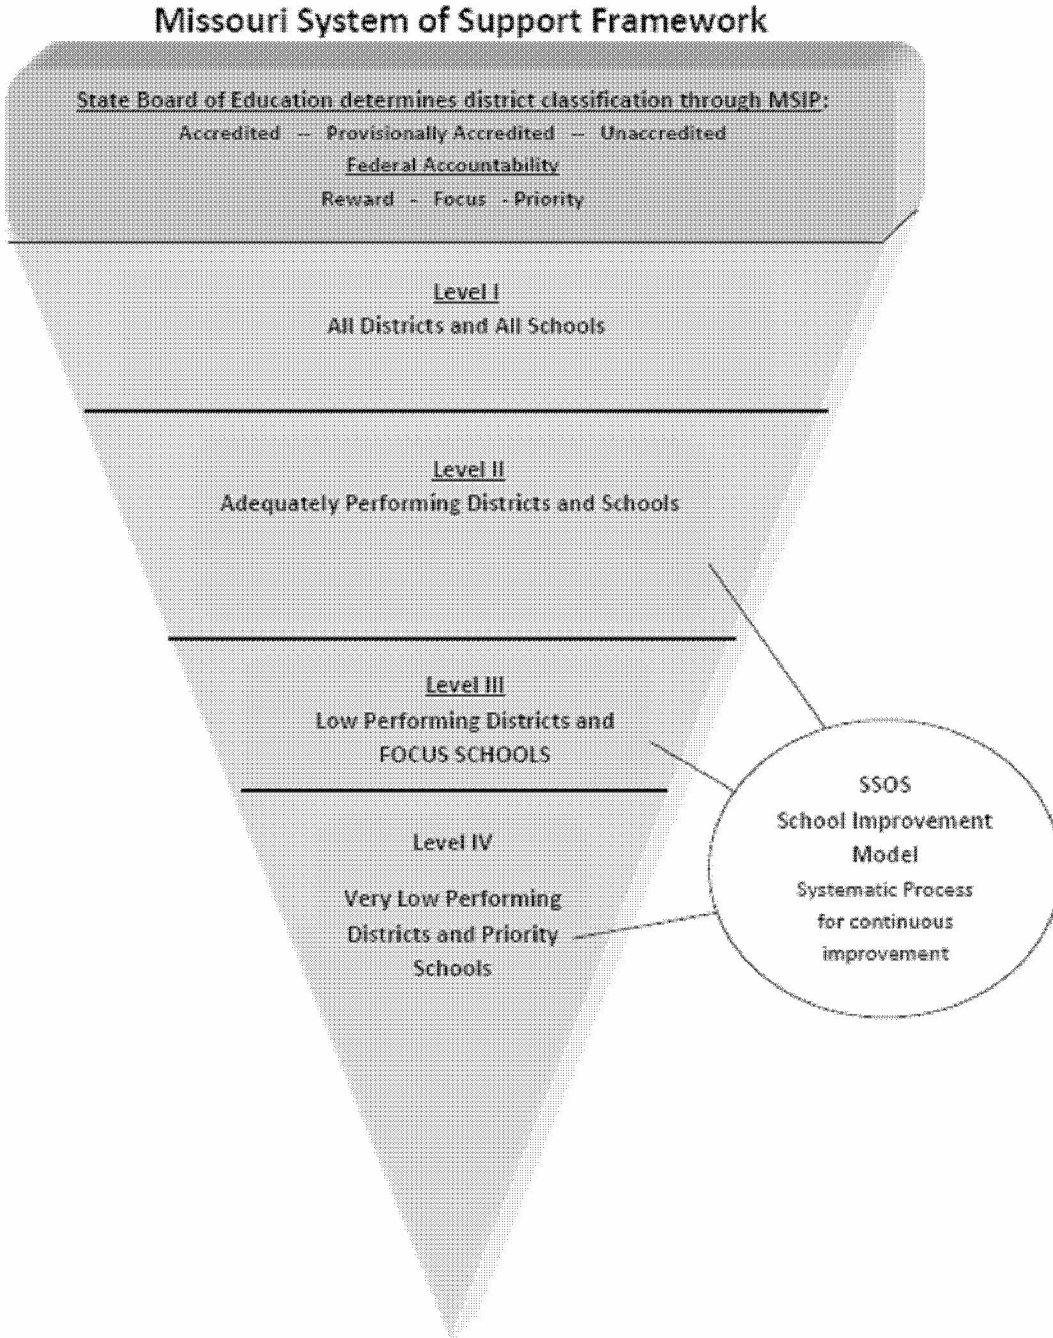 Missouri System of Support Framework
State Board of Education determines district classification through MSIP:
Accredited – Provisionally Accredited – Unaccredited
Federal Accountability
Reward - Focus - Priority
Level I
All Districts and All Schools
Level II
Adequately Performing Districts and Schools
Level III
Low Performing Districts and
FOCUS SCHOOLS
Level IV
Very Low Performing
Districts and Priority
Schools
SSOS
School Improvement
Model
Systematic Process
for continuous
improvement